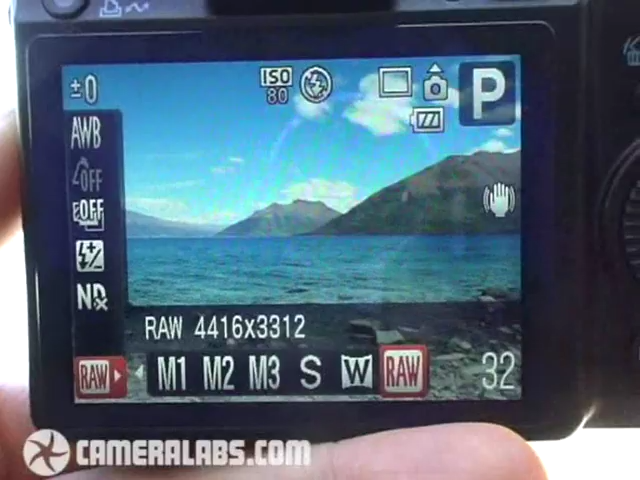 ±0
ISO
80
P
AWB
OFF
OFF
ND
RAW 4416x3312
RAW M1 M2 M3 S W RAW 32
CAMERALABS.COM